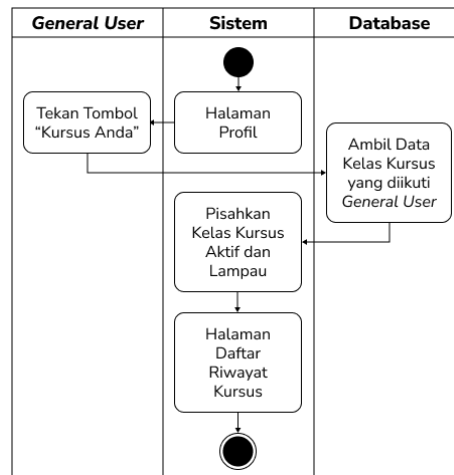 General User
Sistem
Database
Halaman
Profil
Tekan Tombol
“Kursus Anda”
Ambil Data
Kelas Kursus
yang diikuti
General User
Pisahkan
Kelas Kursus
Aktif dan
Lampau
Halaman
Daftar
Riwayat
Kursus